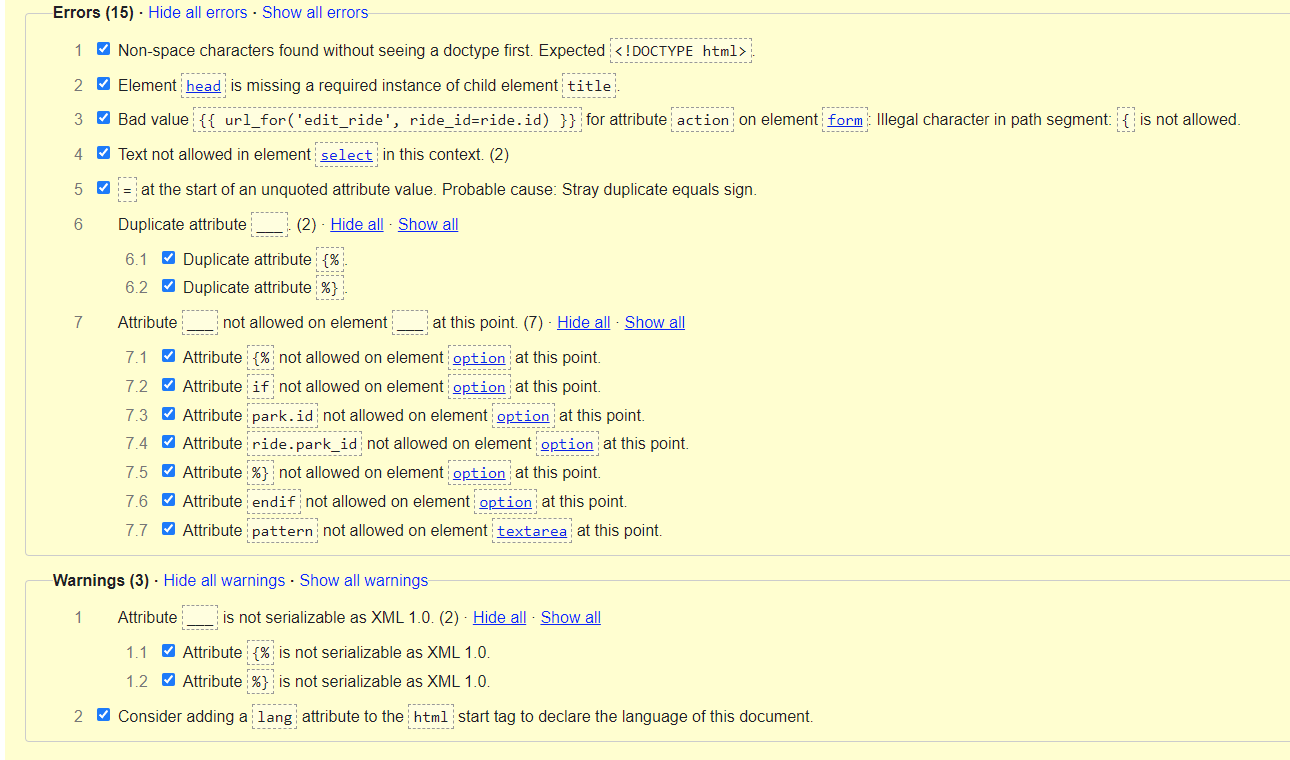 Errors (15) · Hide all errors · Show all errors
1 Non-space characters found without seeing a doctype first. Expected <!DOCTYPE html>.
2 Element head is missing a required instance of child element title.
3 Bad value {{ url_for('edit_ride', ride_id=ride.id) }} for attribute action on element form: Illegal character in path segment: { is not allowed.
4 Text not allowed in element select in this context. (2)
5 = at the start of an unquoted attribute value. Probable cause: Stray duplicate equals sign.
6 Duplicate attribute ___. (2) · Hide all · Show all
6.1 Duplicate attribute {%.
6.2 Duplicate attribute %}.
7 Attribute ___ not allowed on element ___ at this point. (7) · Hide all · Show all
7.1 Attribute {% not allowed on element option at this point.
7.2 Attribute if not allowed on element option at this point.
7.3 Attribute park.id not allowed on element option at this point.
7.4 Attribute ride.park_id not allowed on element option at this point.
7.5 Attribute %} not allowed on element option at this point.
7.6 Attribute endif not allowed on element option at this point.
7.7 Attribute pattern not allowed on element textarea at this point.
Warnings (3) · Hide all warnings · Show all warnings
1 Attribute ___ is not serializable as XML 1.0. (2) · Hide all · Show all
1.1 Attribute {% is not serializable as XML 1.0.
1.2 Attribute %} is not serializable as XML 1.0.
2 Consider adding a lang attribute to the html start tag to declare the language of this document.